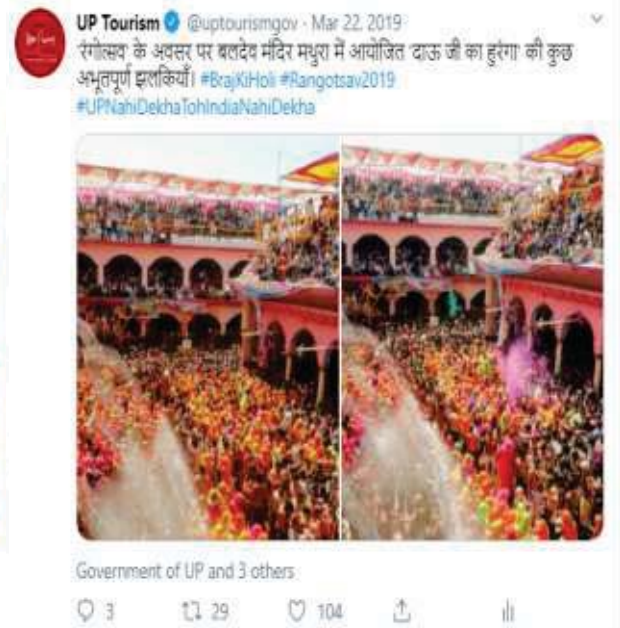 UP Tourism @uptourismgov · Mar 22, 2019
'रंगोत्सव' के अवसर पर बलदेव मंदिर मथुरा में आयोजित 'दाऊ जी का हुरंगा' की कुछ
अभूतपूर्ण झलकियाँ। #BrajKiHoli #Rangotsav2019
#UPNahiDekhaTohIndiaNahiDekha
Government of UP and 3 others
3 29 104